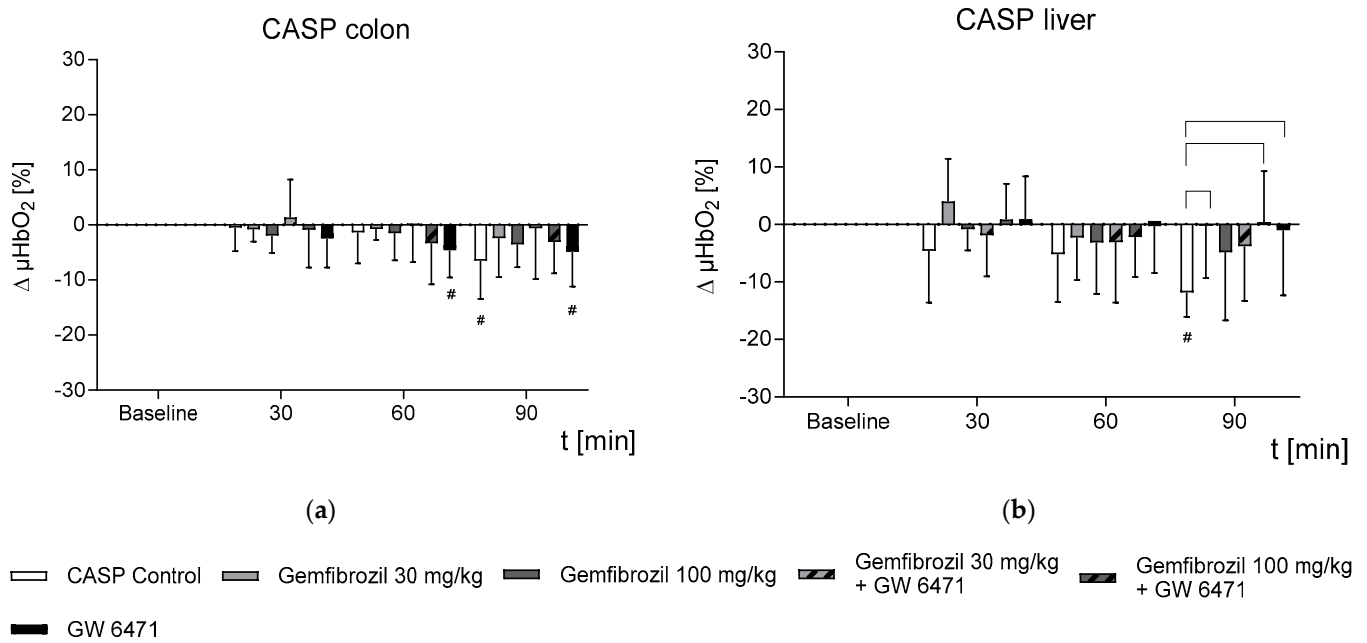 CASP colon
30
20
10
0
-10
-20
-30
Δ µHbO2 [%]
#
#
#
Baseline
30
60
90
t [min]
(a)
CASP liver
30
20
10
0
-10
-20
-30
Δ µHbO2 [%]
#
Baseline
30
60
90
t [min]
(b)
CASP Control
Gemfibrozil 30 mg/kg
Gemfibrozil 100 mg/kg
Gemfibrozil 30 mg/kg
+ GW 6471
Gemfibrozil 100 mg/kg
+ GW 6471
GW 6471